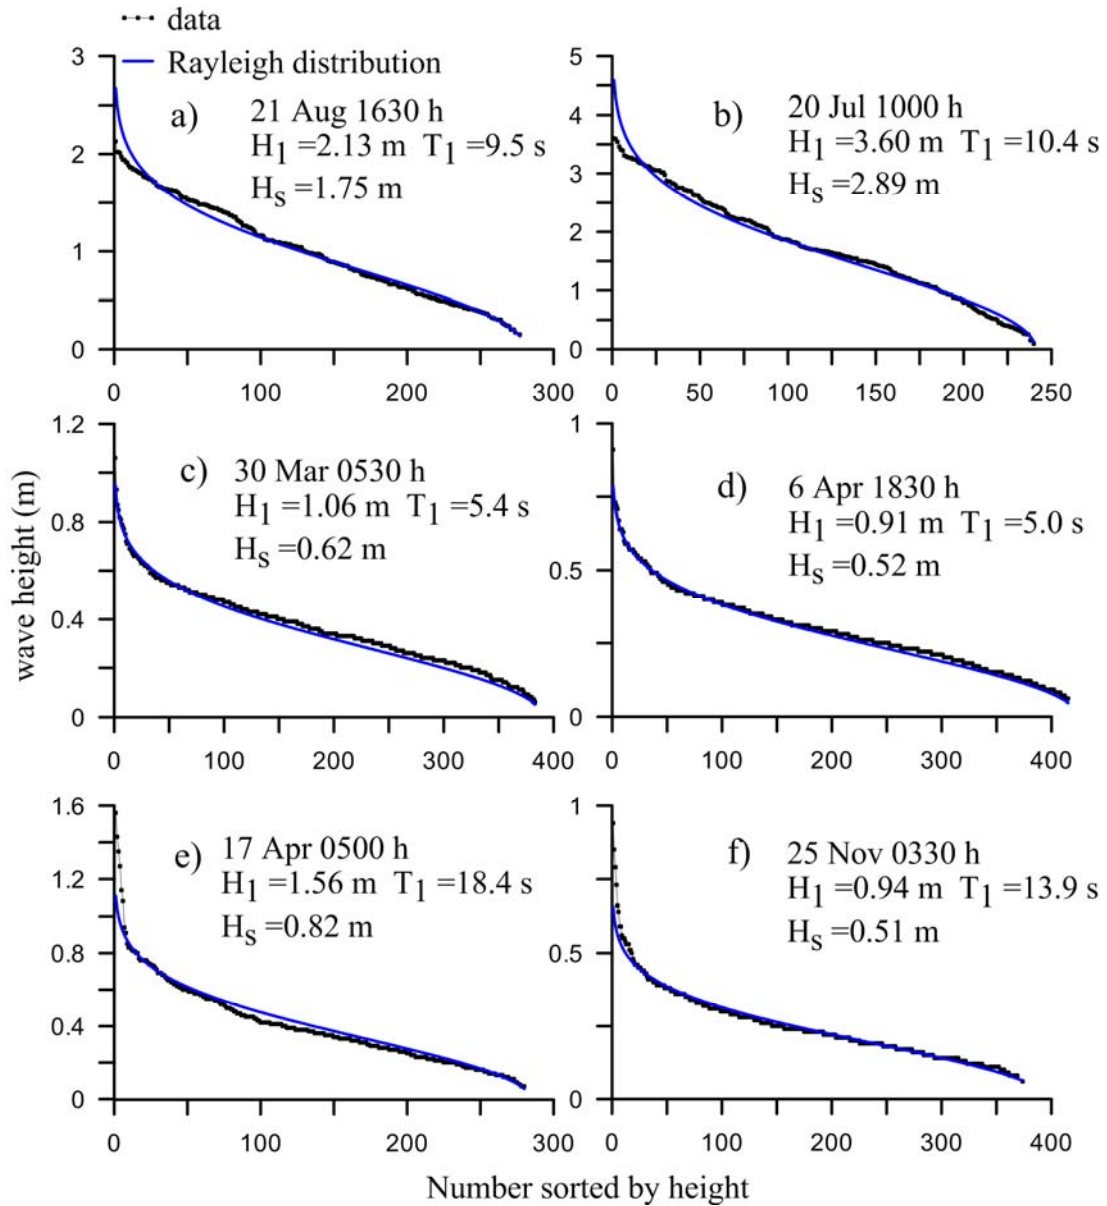 data
Rayleigh distribution
3
2
1
0
a)
21 Aug 1630 h
H1 =2.13 m T1 =9.5 s
Hs =1.75 m
0 100 200 300
5
4
3
2
1
0
b)
20 Jul 1000 h
H1 =3.60 m T1 =10.4 s
Hs =2.89 m
0 50 100 150 200 250
wave height (m)
1.2
0.8
0.4
0
c)
30 Mar 0530 h
H1 =1.06 m T1 =5.4 s
Hs =0.62 m
0 100 200 300 400
1
0.5
0
d)
6 Apr 1830 h
H1 =0.91 m T1 =5.0 s
Hs =0.52 m
0 100 200 300 400
1.6
1.2
0.8
0.4
0
e)
17 Apr 0500 h
H1 =1.56 m T1 =18.4 s
Hs =0.82 m
0 100 200 300
1
0.5
0
f)
25 Nov 0330 h
H1 =0.94 m T1 =13.9 s
Hs =0.51 m
0 100 200 300 400
Number sorted by height